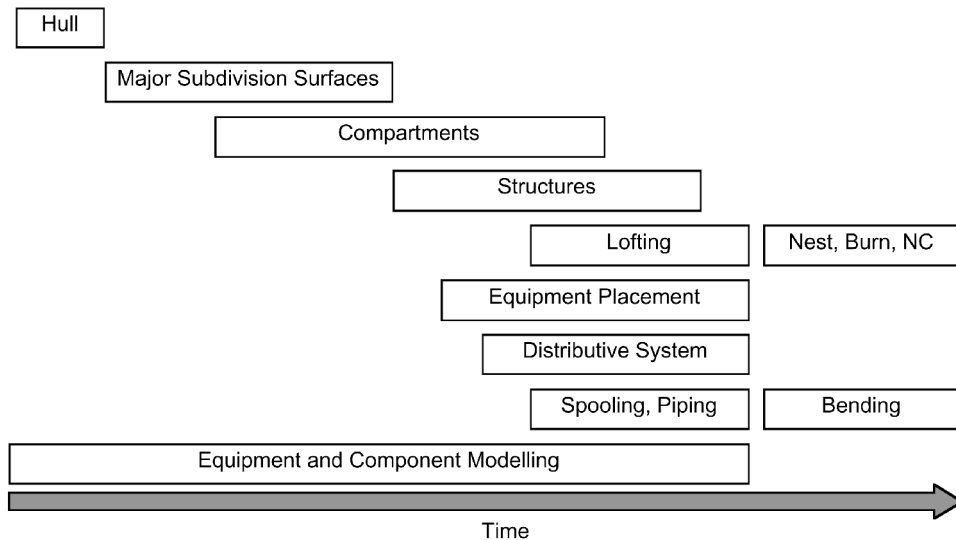 Hull
Major Subdivision Surfaces
Compartments
Structures
Lofting
Nest, Burn, NC
Equipment Placement
Distributive System
Spooling, Piping
Bending
Equipment and Component Modelling
Time